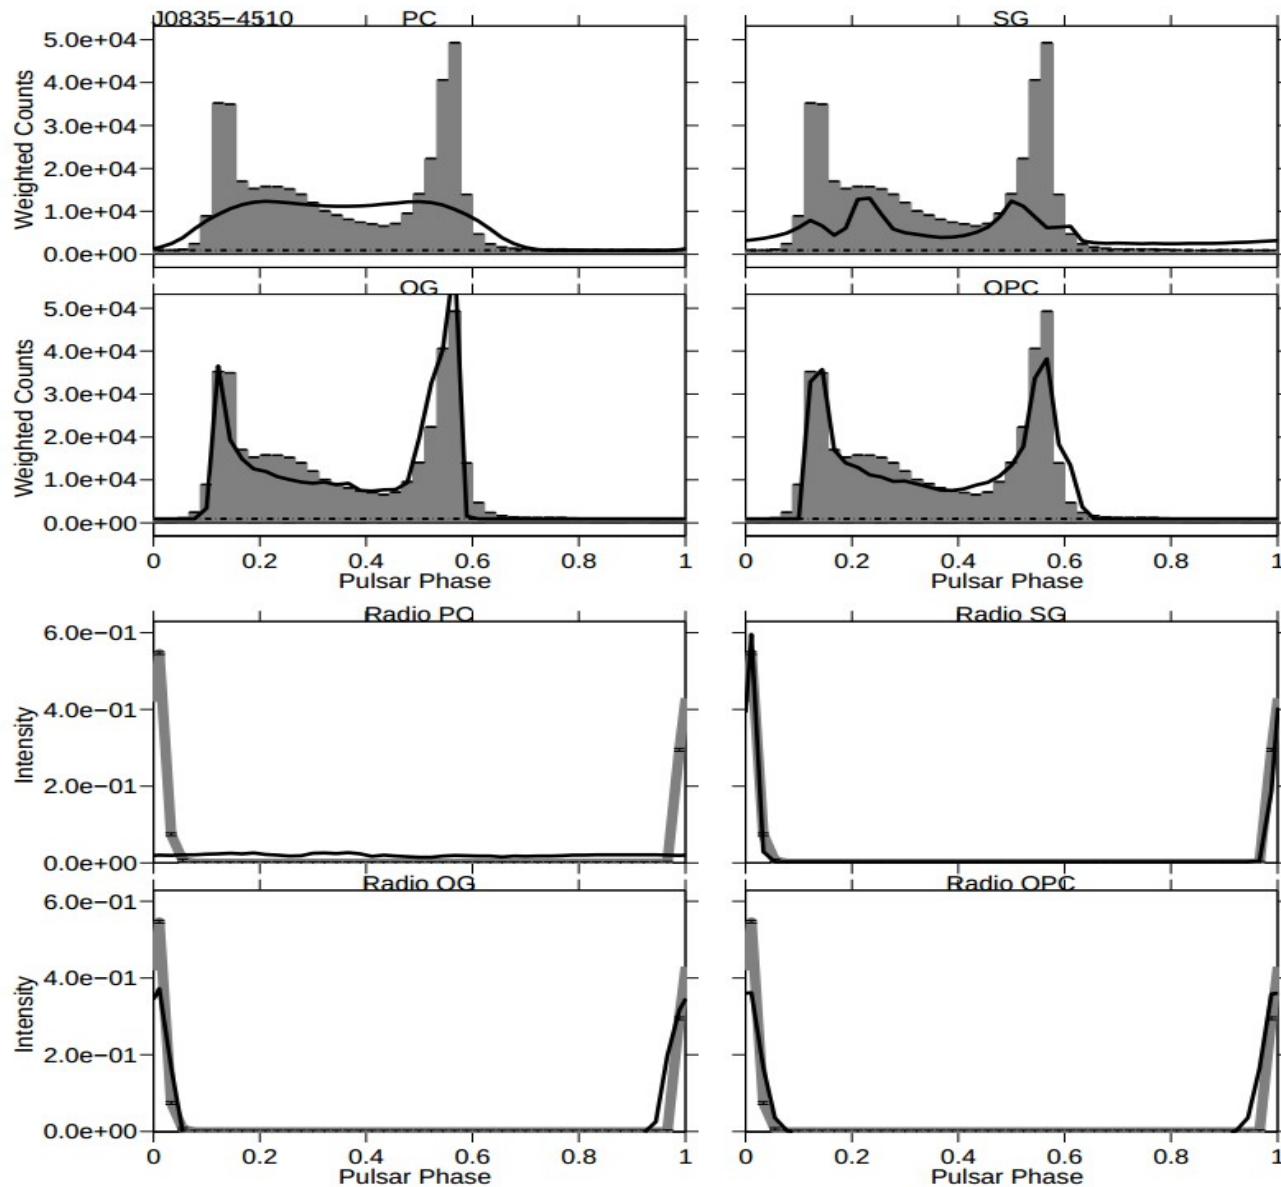 J0835−4510 PC SG
5.0e+04
4.0e+04
3.0e+04
2.0e+04
1.0e+04
0.0e+00
Weighted Counts
OG OPC
5.0e+04
4.0e+04
3.0e+04
2.0e+04
1.0e+04
0.0e+00
Weighted Counts
0 0.2 0.4 0.6 0.8 1 0 0.2 0.4 0.6 0.8 1
Pulsar Phase Pulsar Phase
Radio PC Radio SG
6.0e−01
4.0e−01
2.0e−01
0.0e+00
Intensity
Radio OG Radio OPC
6.0e−01
4.0e−01
2.0e−01
0.0e+00
Intensity
0 0.2 0.4 0.6 0.8 1 0 0.2 0.4 0.6 0.8 1
Pulsar Phase Pulsar Phase